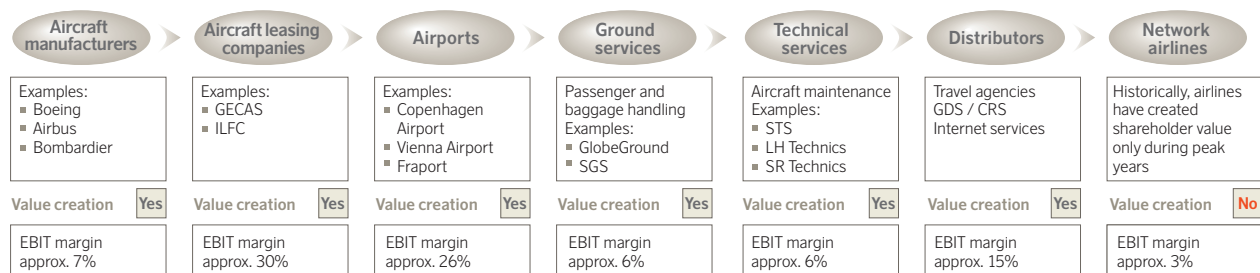 Aircraft
manufacturers
Aircraft leasing
companies
Airports
Ground
services
Technical
services
Distributors
Network
airlines
Examples:
Boeing
Airbus
Bombardier
Examples:
GECAS
ILFC
Examples:
Copenhagen
Airport
Vienna Airport
Fraport
Passenger and
baggage handling
Examples:
GlobeGround
SGS
Aircraft maintenance
Examples:
STS
LH Technics
SR Technics
Travel agencies
GDS / CRS
Internet services
Historically, airlines
have created
shareholder value
only during peak
years
Value creation Yes
Value creation Yes
Value creation Yes
Value creation Yes
Value creation Yes
Value creation Yes
Value creation No
EBIT margin
approx. 7%
EBIT margin
approx. 30%
EBIT margin
approx. 26%
EBIT margin
approx. 6%
EBIT margin
approx. 6%
EBIT margin
approx. 15%
EBIT margin
approx. 3%